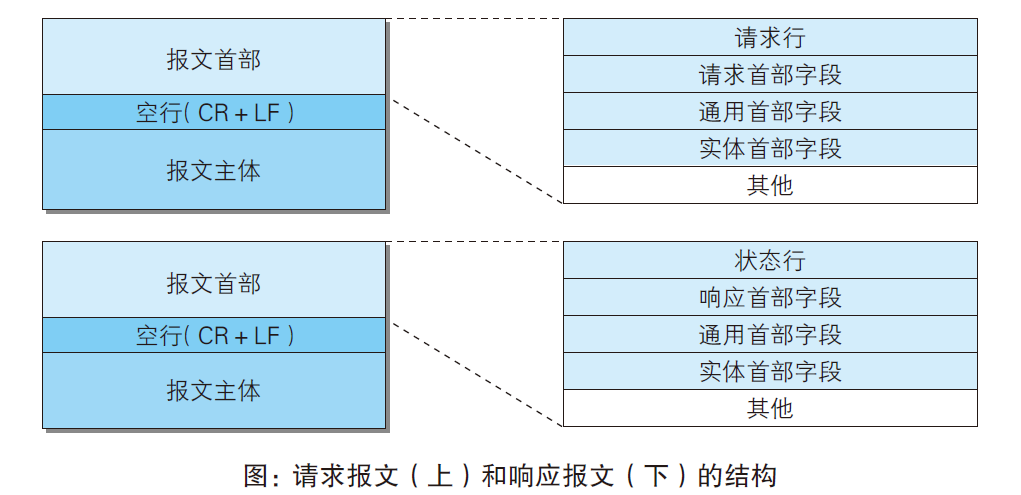 报文首部
空行(CR+LF)
报文主体
请求行
请求首部字段
通用首部字段
实体首部字段
其他
报文首部
空行(CR+LF)
报文主体
状态行
响应首部字段
通用首部字段
实体首部字段
其他
图：请求报文（上）和响应报文（下）的结构